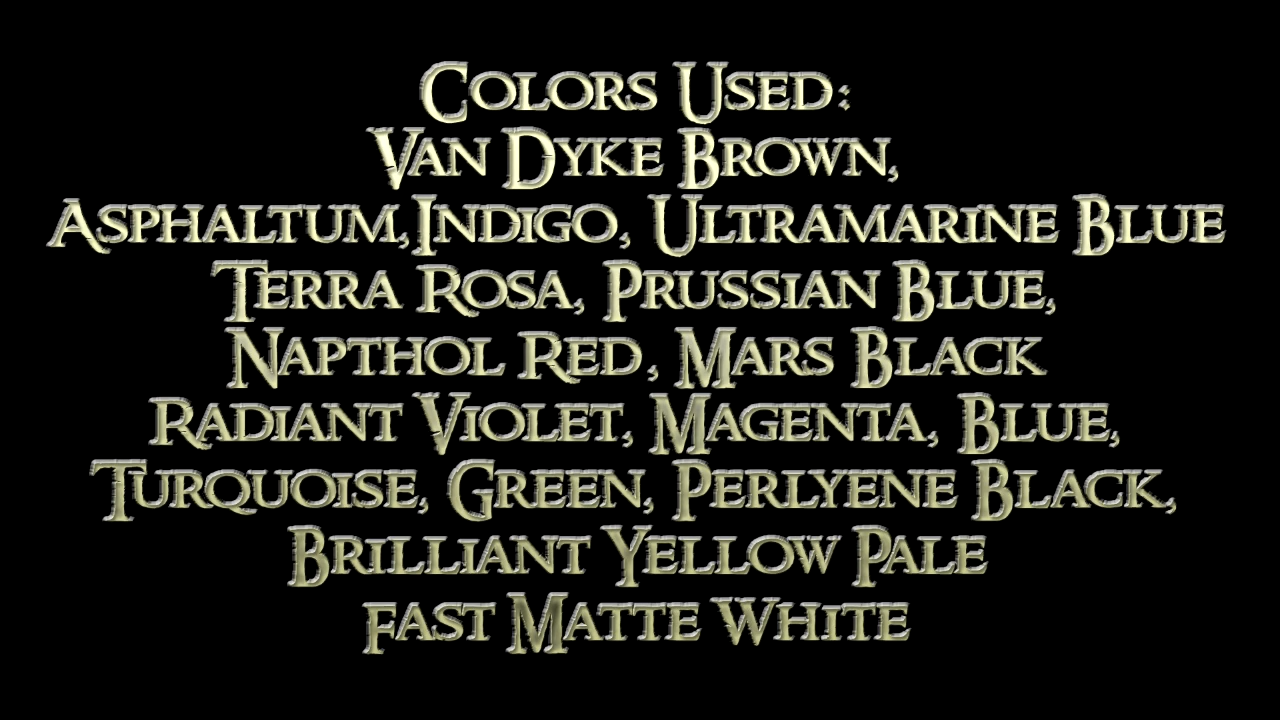 Colors Used:
Van Dyke Brown,
Asphaltum, Indigo, Ultramarine Blue
Terra Rosa, Prussian Blue,
Napthol Red, Mars Black
Radiant Violet, Magenta, Blue,
Turquoise, Green, Perlyene Black,
Brilliant Yellow Pale
Fast Matte White